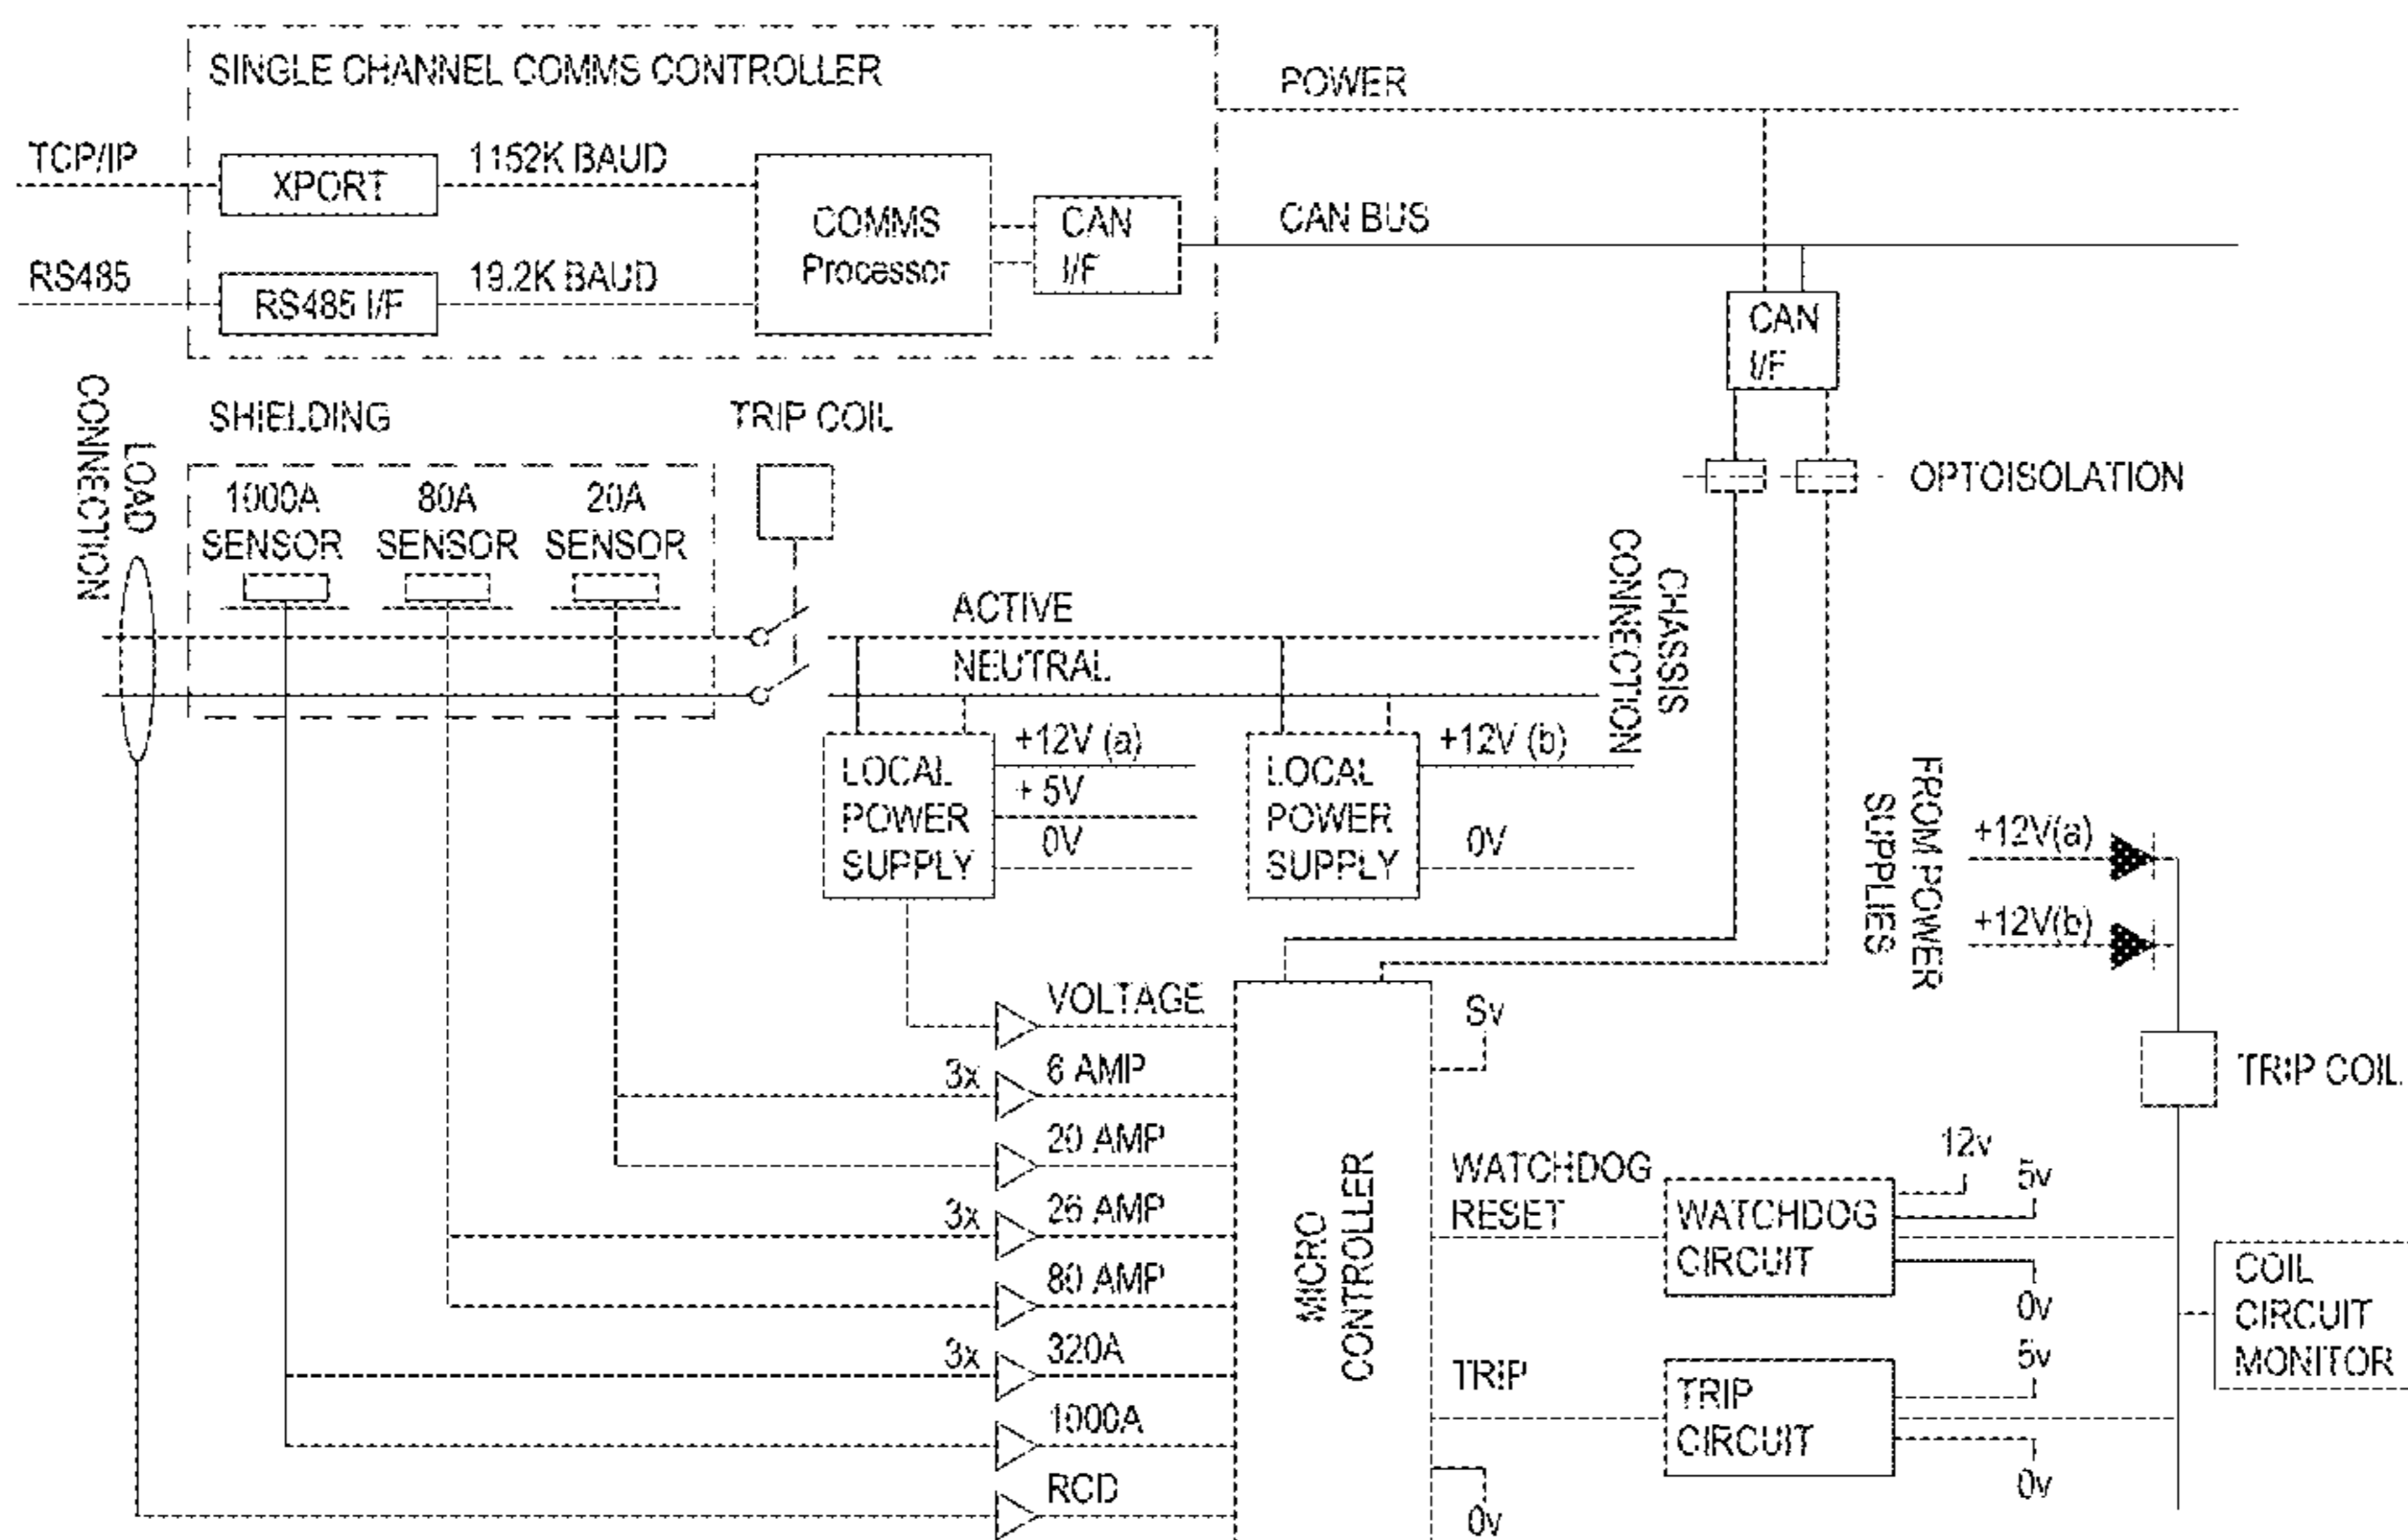 SINGLE CHANNEL COMMS CONTROLLER
POWER
TCP/IP
XPORT
1152K BAUD
COMMS
Processor
CAN
I/F
CAN BUS
RS485
RS485 I/F
19.2K BAUD
CAN
I/F
LOAD
CONNECTION
SHIELDING
TRIP COIL
1000A
SENSOR
80A
SENSOR
20A
SENSOR
OPTOISOLATION
ACTIVE
NEUTRAL
CHASSIS
CONNECTION
LOCAL
POWER
SUPPLY
+12V (a)
+ 5V
0V
LOCAL
POWER
SUPPLY
+12V (b)
0V
FROM POWER
SUPPLIES
+12V(a)
+12V(b)
TRIP COIL
VOLTAGE
3x
6 AMP
20 AMP
3x
26 AMP
80 AMP
3x
320A
1000A
RCD
MICRO
CONTROLLER
Sv
0v
WATCHDOG
RESET
WATCHDOG
CIRCUIT
12v
5v
0v
TRIP
TRIP
CIRCUIT
5v
0v
COIL
CIRCUIT
MONITOR